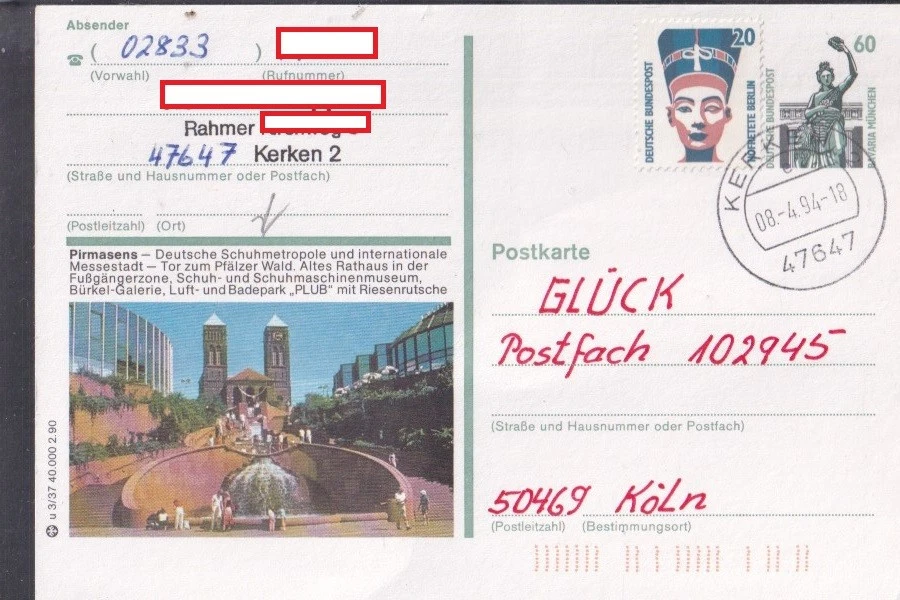 Absender
( 02833 )
(Vorwahl) (Rufnummer)
Rahmer
47647 Kerken 2
(Straße und Hausnummer oder Postfach)
(Postleitzahl) (Ort)
Pirmasens – Deutsche Schuhmetropole und internationale
Messestadt – Tor zum Pfälzer Wald. Altes Rathaus in der
Fußgängerzone, Schuh- und Schuhmaschinenmuseum,
Bürkel-Galerie, Luft- und Badepark „PLUB“ mit Riesenrutsche
u 3/37 40.000 2.90
20
DEUTSCHE BUNDESPOST
NOFRETETE BERLIN
60
DEUTSCHE BUNDESPOST
BAVARIA MÜNCHEN
08.-4.94-18
47647
Postkarte
GLÜCK
Postfach 102945
(Straße und Hausnummer oder Postfach)
50469 Köln
(Postleitzahl) (Bestimmungsort)